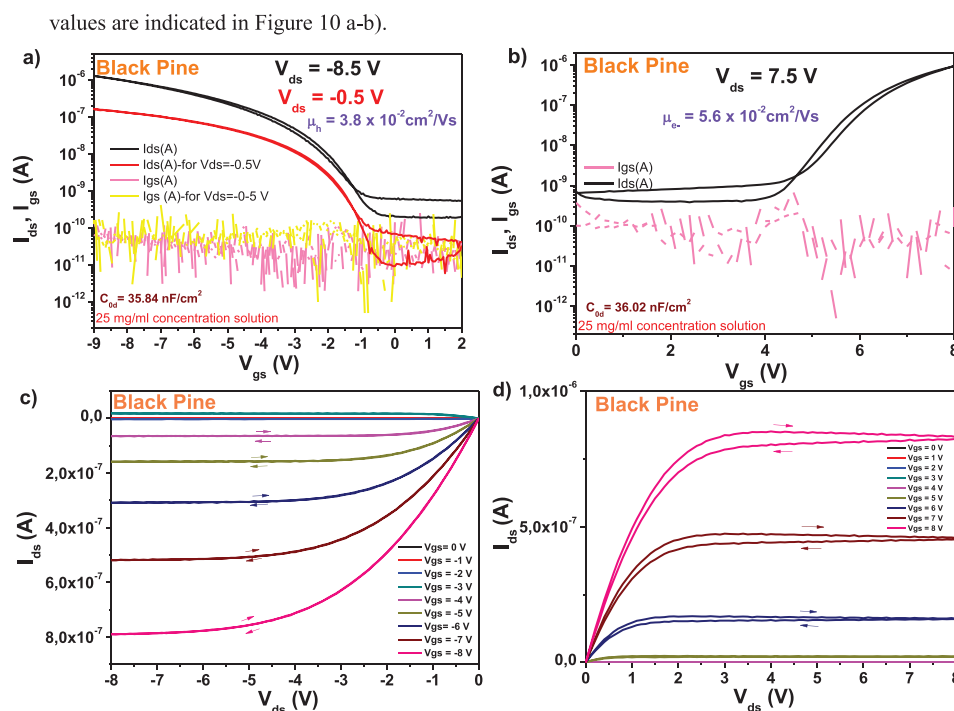 values are indicated in Figure 10 a-b).
a)
Black Pine
V_ds = -8.5 V
V_ds = -0.5 V
μ_h = 3.8 x 10^-2cm^2/Vs
Ids(A)
Ids(A)-for Vds=-0.5V
Igs(A)
Igs (A)-for Vds=-0-5 V
I_ds, I_gs (A)
10^-6
10^-7
10^-8
10^-9
10^-10
10^-11
10^-12
C_0d = 35.84 nF/cm^2
25 mg/ml concentration solution
-9 -8 -7 -6 -5 -4 -3 -2 -1 0 1 2
V_gs (V)
b)
Black Pine
V_ds = 7.5 V
μ_e- = 5.6 x 10^-2cm^2/Vs
Igs(A)
Ids(A)
I_ds, I_gs (A)
10^-6
10^-7
10^-8
10^-9
10^-10
10^-11
10^-12
C_0d = 36.02 nF/cm^2
25 mg/ml concentration solution
0 2 4 6 8
V_gs (V)
c)
Black Pine
0,0
2,0x10^-7
4,0x10^-7
6,0x10^-7
8,0x10^-7
I_ds (A)
Vgs= 0 V
Vgs = -1 V
Vgs = -2 V
Vgs = -3 V
Vgs = -4 V
Vgs = -5 V
Vgs= -6 V
Vgs = -7 V
Vgs = -8 V
-8 -7 -6 -5 -4 -3 -2 -1 0
V_ds (V)
d)
Black Pine
1,0x10^-6
5,0x10^-7
0,0
I_ds (A)
Vgs = 0 V
Vgs = 1 V
Vgs = 2 V
Vgs = 3 V
Vgs = 4 V
Vgs = 5 V
Vgs = 6 V
Vgs = 7 V
Vgs = 8 V
0 1 2 3 4 5 6 7 8
V_ds (V)